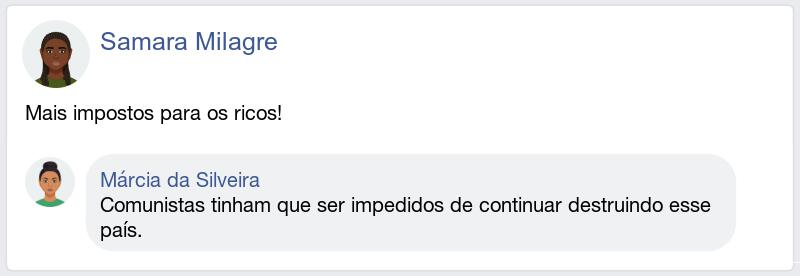 Samara Milagre
Mais impostos para os ricos!
Márcia da Silveira
Comunistas tinham que ser impedidos de continuar destruindo esse
país.